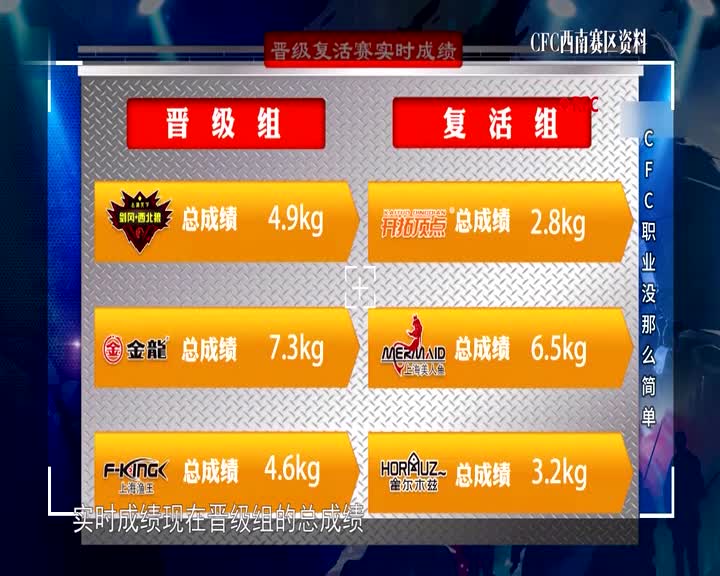 CFC西南赛区资料
晋级复活赛实时成绩
晋级组
复活组
剑风·西北狼
总成绩 4.9kg
开拓顶点
总成绩 2.8kg
金龍
总成绩 7.3kg
MERMAID
上海美人鱼
总成绩 6.5kg
F-KING
上海渔王
总成绩 4.6kg
HORMUZ
霍尔木兹
总成绩 3.2kg
CFC职业没那么简单
实时成绩现在晋级组的总成绩